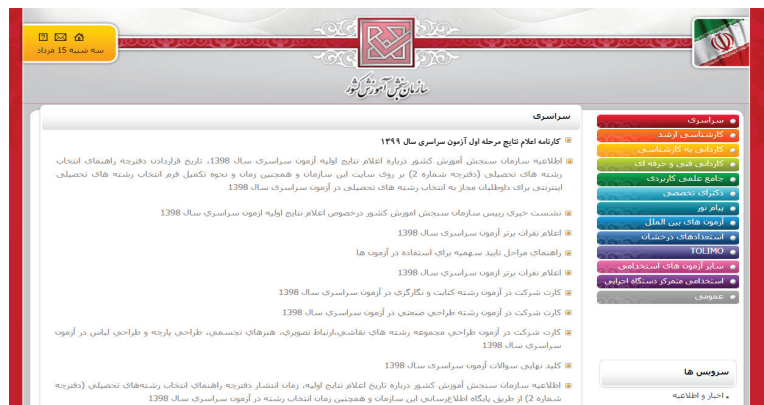 سه شنبه 15 مرداد
سازمان سنجش آموزش کشور
سراسری
کارنامه اعلام نتایج مرحله اول آزمون سراسری سال ۱۳۹۹
اطلاعیه سازمان سنجش آموزش کشور درباره اعلام نتایج اولیه آزمون سراسری سال 1398، تاریخ قراردادن دفترچه راهنمای انتخاب
رشته های تحصیلی (دفترچه شماره 2) بر روی سایت این سازمان و همچنین زمان و نحوه تکمیل فرم انتخاب رشته های تحصیلی
اینترنتی برای داوطلبان مجاز به انتخاب رشته های تحصیلی در آزمون سراسری سال 1398
نشست خبري رييس سازمان سنجش اموزش كشور درخصوص اعلام نتايج اوليه ازمون سراسري سال 1398
اعلام نفرات برتر آزمون سراسری سال 1398
راهنمای مراحل تایید سهمیه برای استفاده در آزمون ها
اعلام نفرات برتر ازمون سراسري سال 1398
کارت شرکت در آزمون رشته کتابت و نگارگری در آزمون سراسری سال 1398
کارت شرکت در آزمون رشته طراحی صنعتی در آزمون سراسری سال 1398
کارت شرکت در آزمون طراحی مجموعه رشته های نقاشی،ارتباط تصویری، هنرهای تجسمی، طراحی پارچه و طراحی لباس در آزمون
سراسری سال 1398
کلید نهایی سوالات آزمون سراسری سال 1398
اطلاعیه سازمان سنجش آموزش کشور درباره تاریخ اعلام نتایج اولیه، زمان انتشار دفترچه راهنمای انتخاب رشته‌های تحصیلی (دفترچه
شماره 2) از طریق پایگاه اطلاع‌رسانی این سازمان و همچنین زمان انتخاب رشته در آزمون سراسری سال 1398
سراسری
کارشناسی ارشد
کاردانی به کارشناسی
کاردانی فنی و حرفه ای
جامع علمی کاربردی
دکترای تخصصی
پیام نور
آزمون های بین الملل
استعدادهای درخشان
TOLIMO
سایر آزمون های استخدامی
استخدامی متمرکز دستگاه اجرایی
عمومی
سرویس ها
اخبار و اطلاعیه